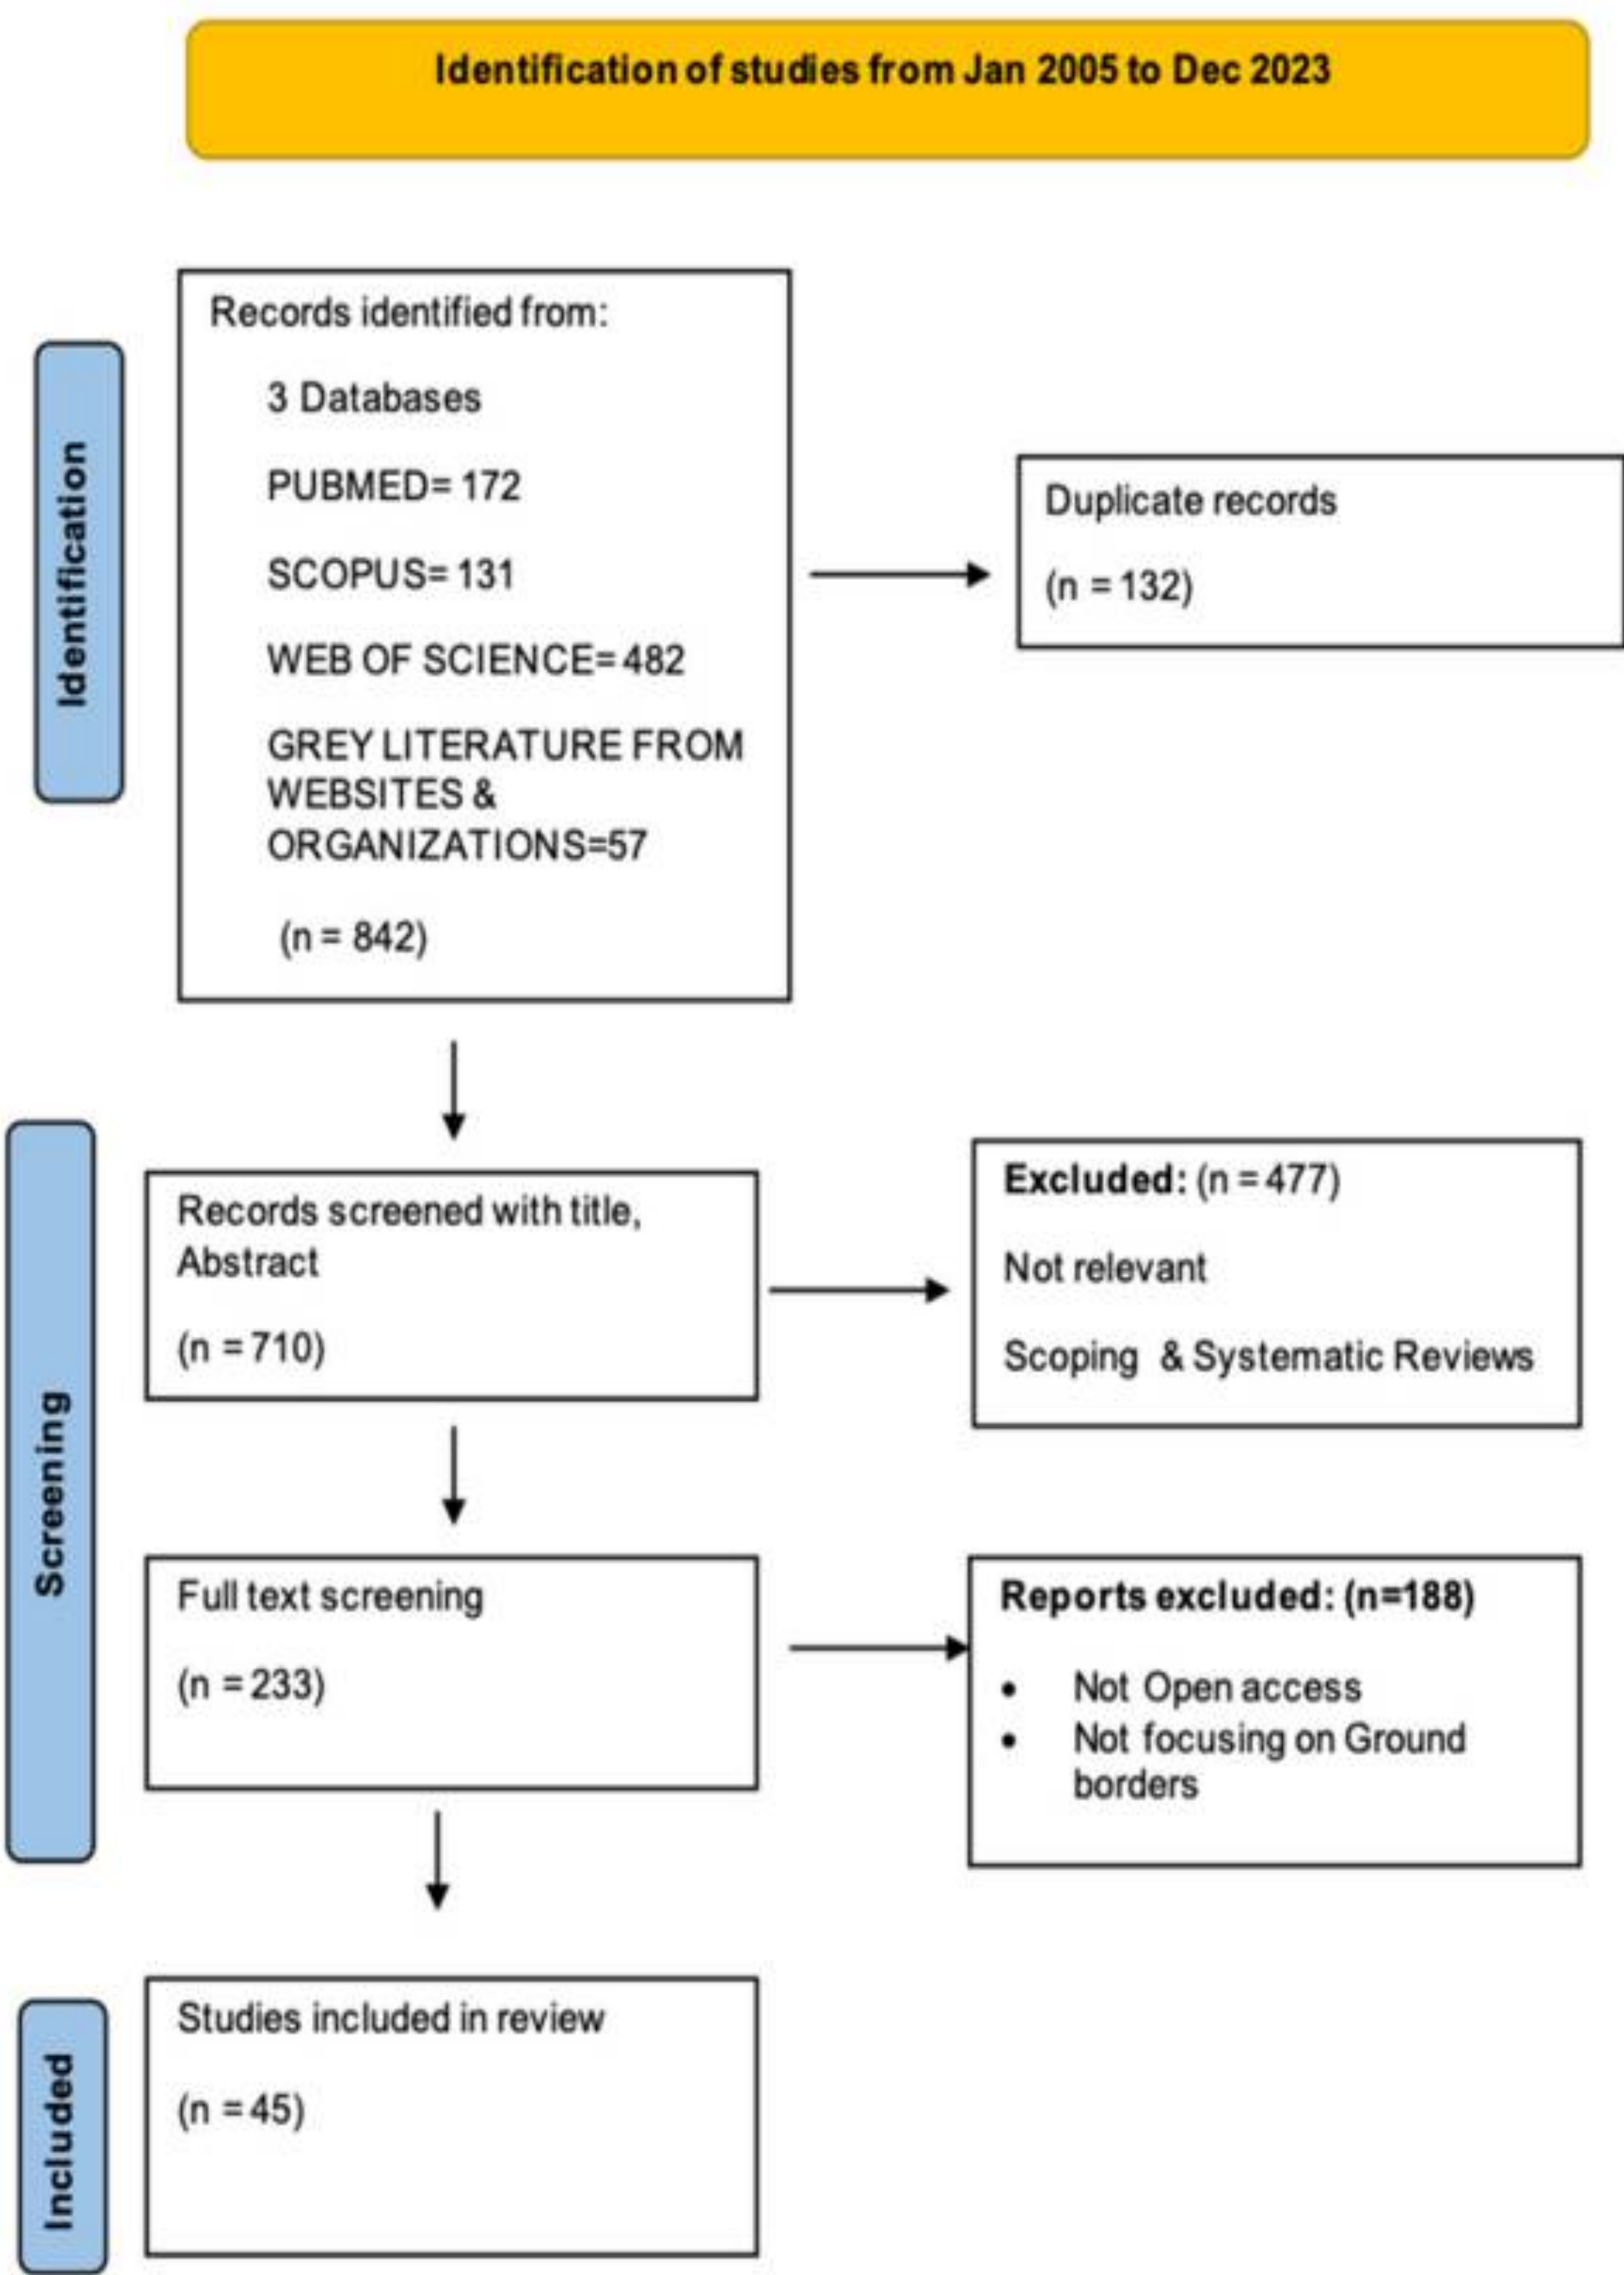 Identification of studies from Jan 2005 to Dec 2023
Identification
Records identified from:
3 Databases
PUBMED= 172
SCOPUS= 131
WEB OF SCIENCE= 482
GREY LITERATURE FROM
WEBSITES &
ORGANIZATIONS=57
(n = 842)
Duplicate records
(n = 132)
Screening
Records screened with title,
Abstract
(n = 710)
Excluded: (n = 477)
Not relevant
Scoping & Systematic Reviews
Full text screening
(n = 233)
Reports excluded: (n=188)
• Not Open access
• Not focusing on Ground
borders
Included
Studies included in review
(n = 45)